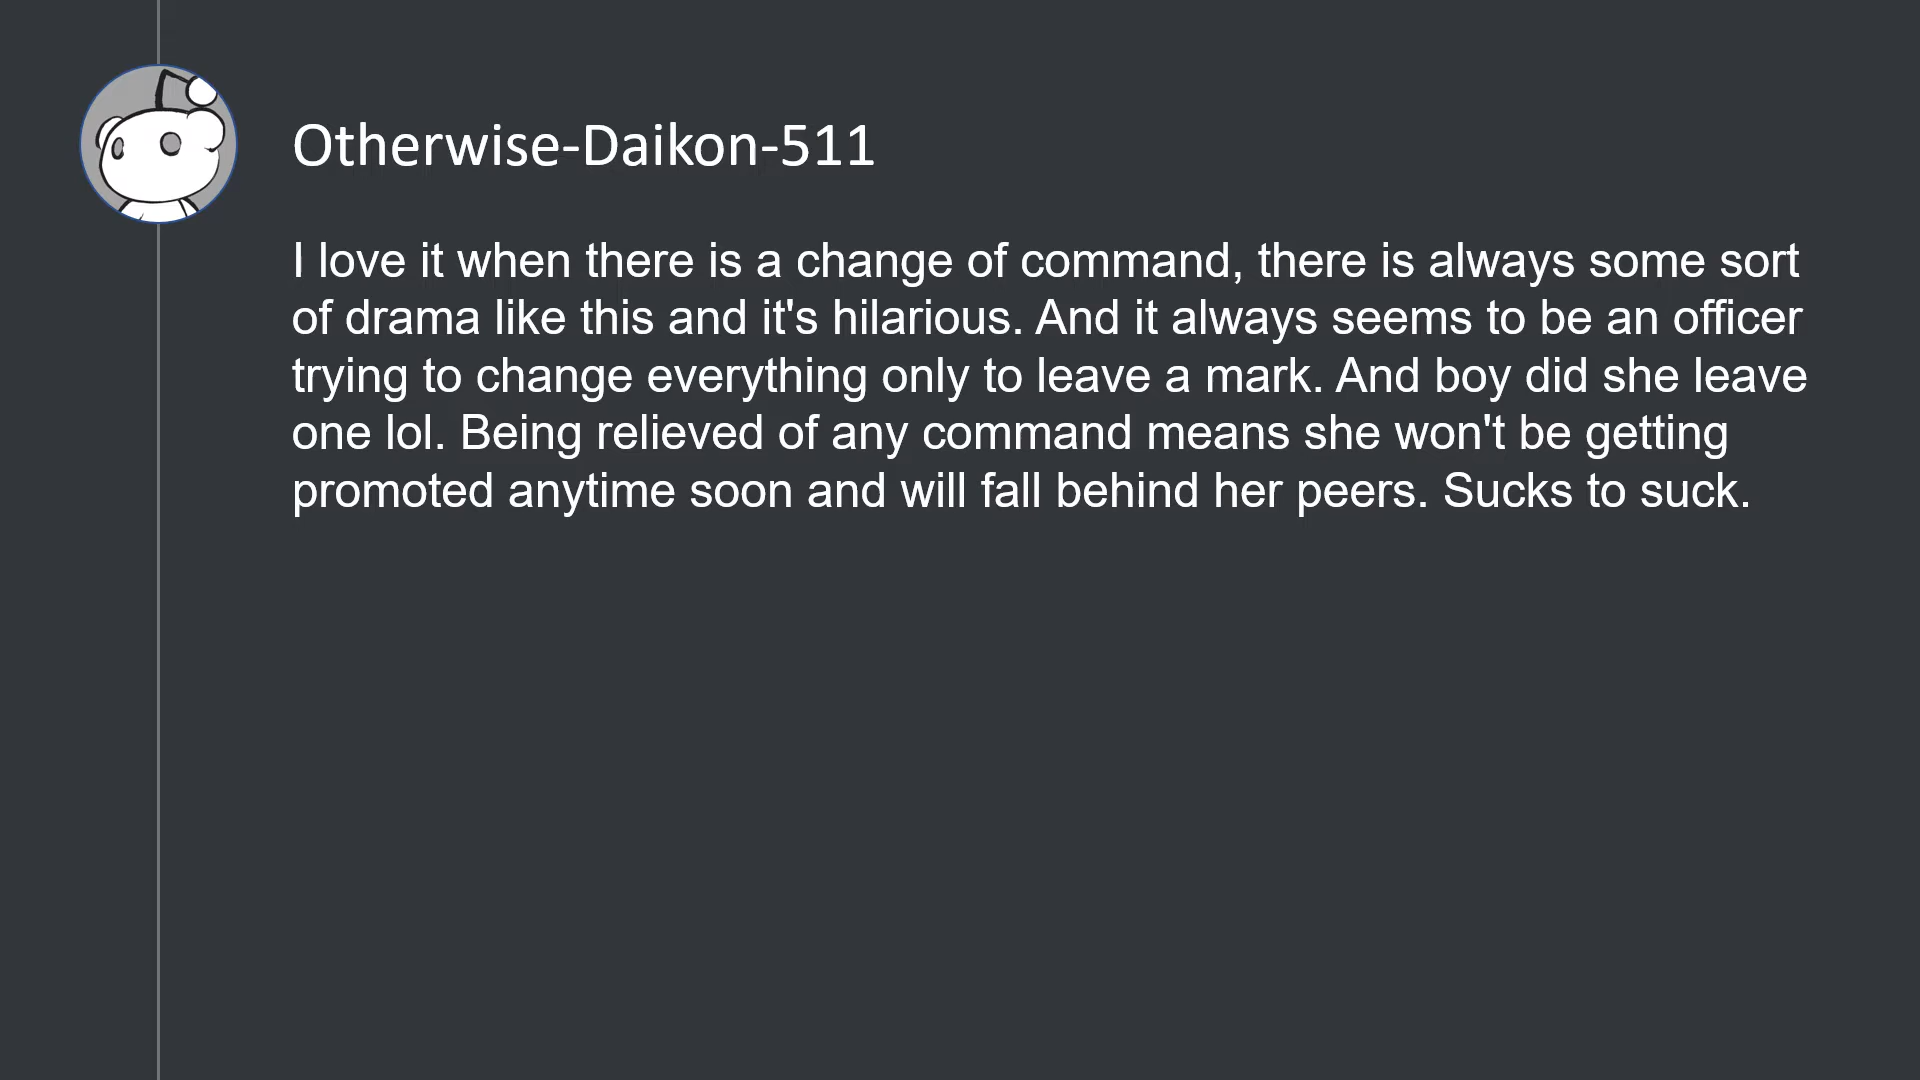 Otherwise-Daikon-511
I love it when there is a change of command, there is always some sort
of drama like this and it's hilarious. And it always seems to be an officer
trying to change everything only to leave a mark. And boy did she leave
one lol. Being relieved of any command means she won't be getting
promoted anytime soon and will fall behind her peers. Sucks to suck.